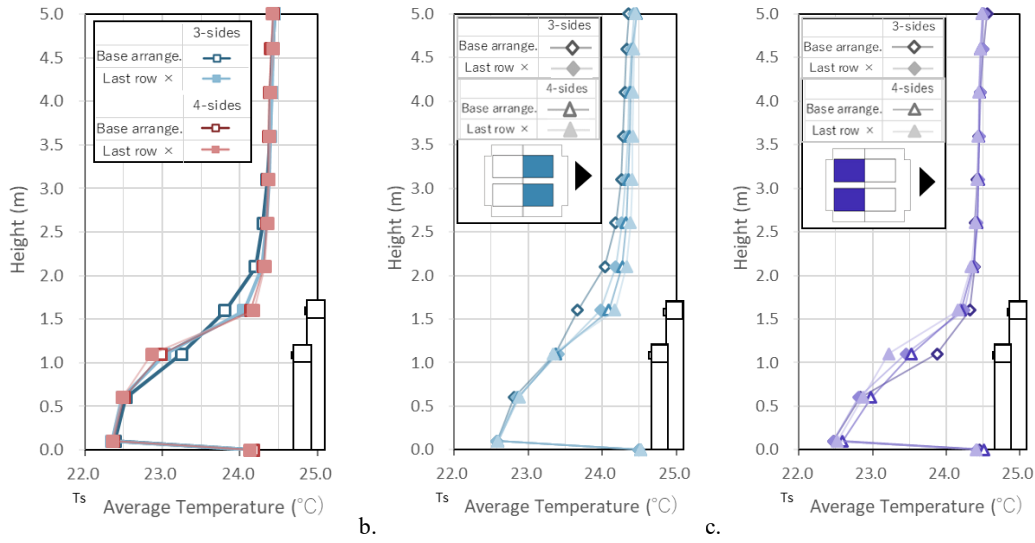 3-sides
Base arrange.
Last row ×
4-sides
Base arrange.
Last row ×
5.0
4.5
4.0
3.5
3.0
2.5
2.0
1.5
1.0
0.5
0.0
Height (m)
22.0 23.0 24.0 25.0
Ts Average Temperature (°C)
b.
3-sides
Base arrange.
Last row ×
4-sides
Base arrange.
Last row ×
5.0
4.5
4.0
3.5
3.0
2.5
2.0
1.5
1.0
0.5
0.0
Height (m)
22.0 23.0 24.0 25.0
Ts Average Temperature (°C)
c.
3-sides
Base arrange.
Last row ×
4-sides
Base arrange.
Last row ×
5.0
4.5
4.0
3.5
3.0
2.5
2.0
1.5
1.0
0.5
0.0
Height (m)
22.0 23.0 24.0 25.0
Ts Average Temperature (°C)